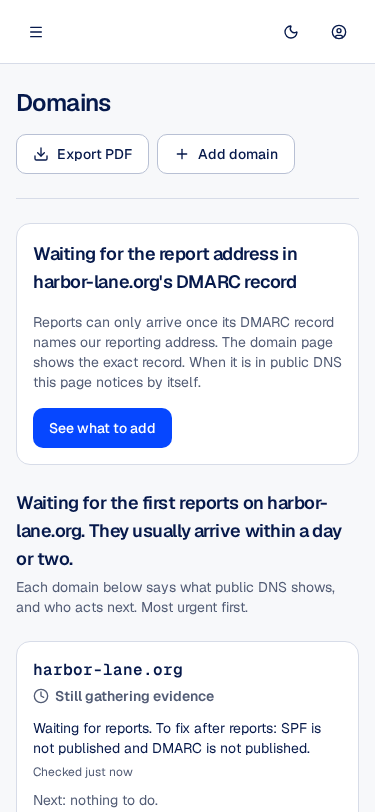 Domains
Export PDF
Add domain
Waiting for the report address in
harbor-lane.org's DMARC record
Reports can only arrive once its DMARC record
names our reporting address. The domain page
shows the exact record. When it is in public DNS
this page notices by itself.
See what to add
Waiting for the first reports on harbor-
lane.org. They usually arrive within a day
or two.
Each domain below says what public DNS shows,
and who acts next. Most urgent first.
harbor-lane.org
Still gathering evidence
Waiting for reports. To fix after reports: SPF is
not published and DMARC is not published.
Checked just now
Next: nothing to do.